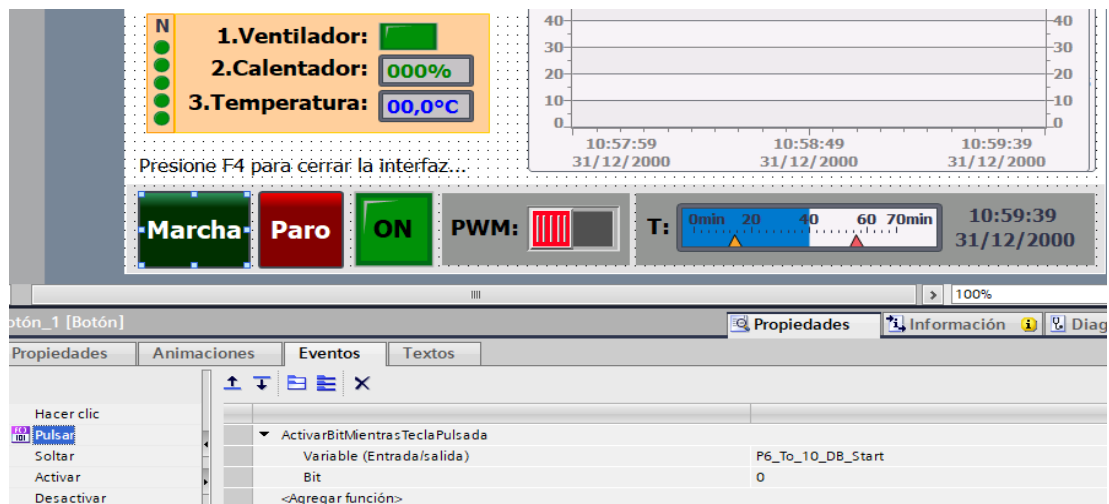 N
1.Ventilador:
2.Calentador: 000%
3.Temperatura: 00,0°C
40 40
30 30
20 20
10 10
0 0
10:57:59 10:58:49 10:59:39
31/12/2000 31/12/2000 31/12/2000
Presione F4 para cerrar la interfaz...
Marcha Paro ON PWM: T: 0min 20 40 60 70min 10:59:39
31/12/2000
100%
otón_1 [Botón] Propiedades Información Diag
Propiedades Animaciones Eventos Textos
Hacer clic
Pulsar ActivarBitMientrasTeclaPulsada
Soltar Variable (Entrada/salida) P6_To_10_DB_Start
Activar Bit 0
Desactivar <Agregar función>